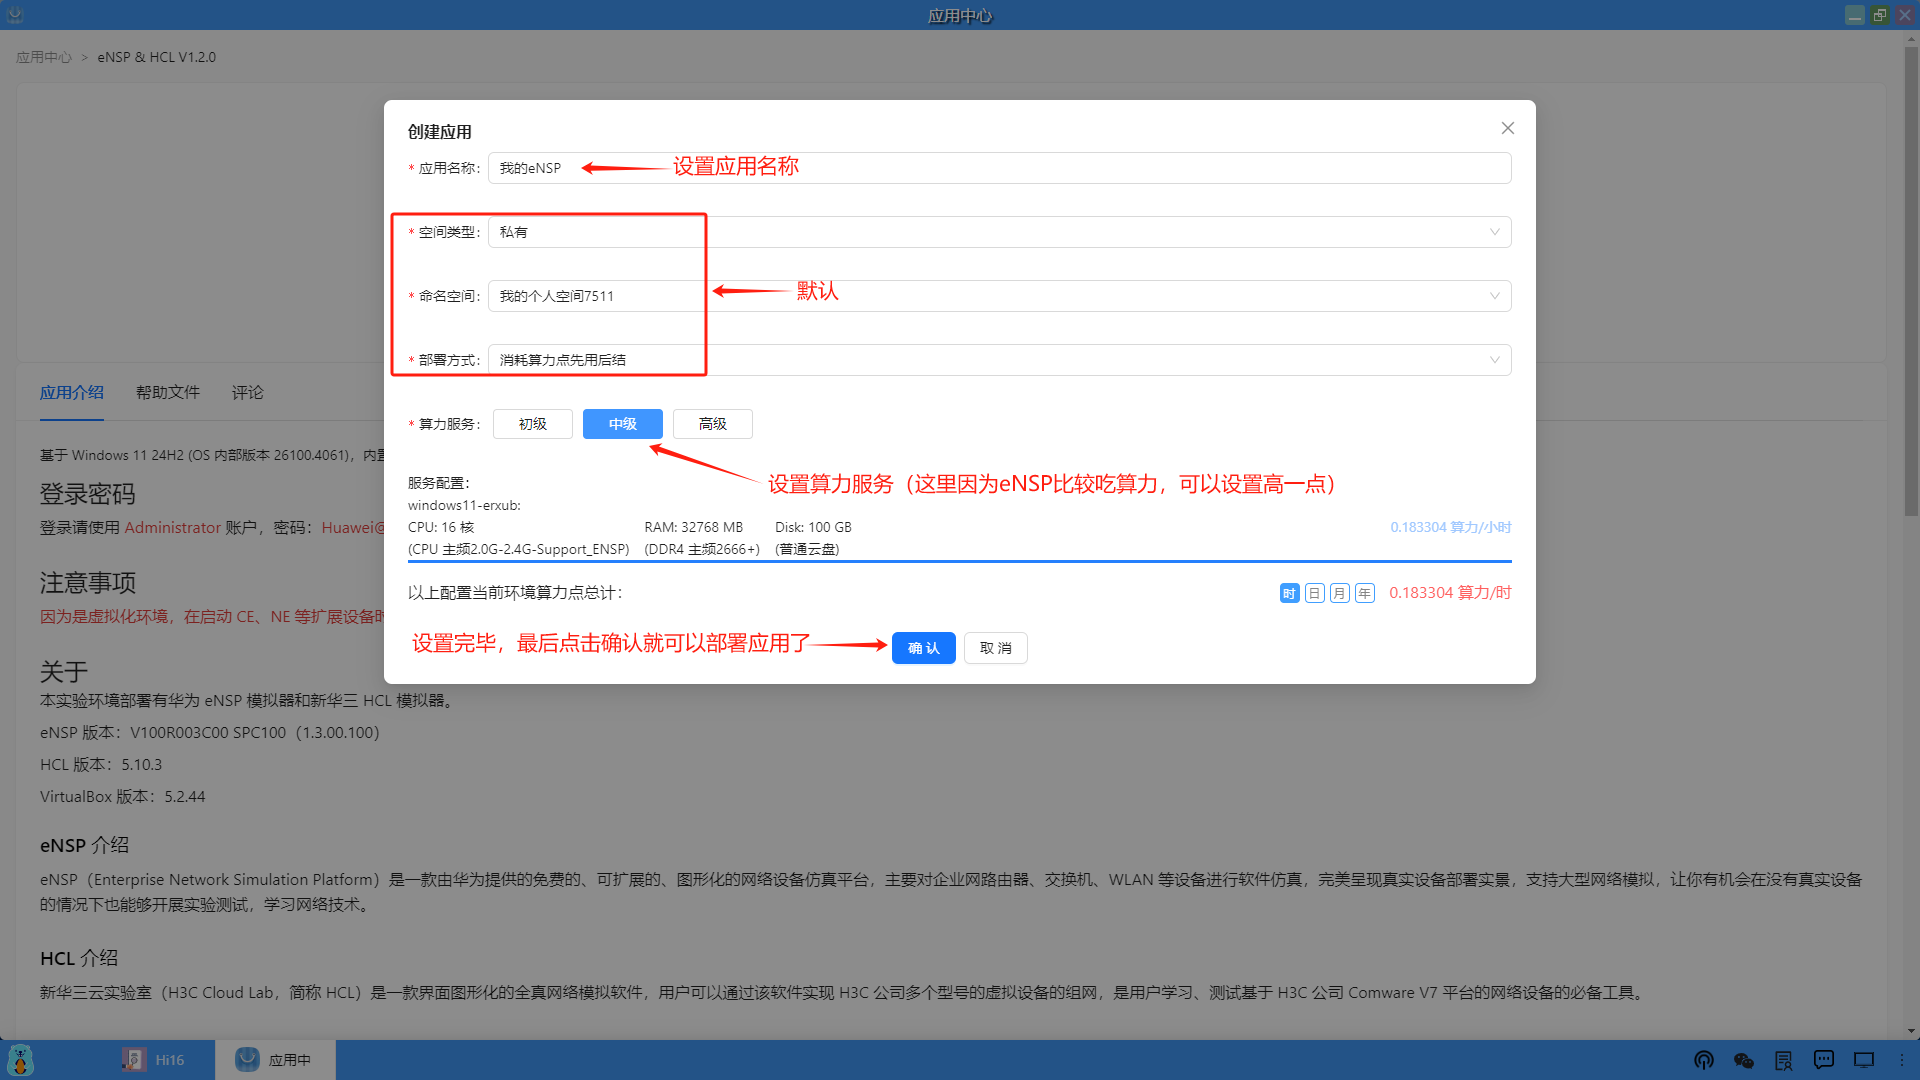 应用中心
应用中心 > eNSP & HCL V1.2.0
创建应用
* 应用名称： 我的eNSP 设置应用名称
* 空间类型： 私有
* 命名空间： 我的个人空间7511 默认
* 部署方式： 消耗算力点先用后结
应用介绍 帮助文件 评论
* 算力服务： 初级 中级 高级
基于 Windows 11 24H2 (OS 内部版本 26100.4061)，内置
设置算力服务（这里因为eNSP比较吃算力，可以设置高一点）
服务配置：
windows11-erxub:
CPU: 16 核 RAM: 32768 MB Disk: 100 GB 0.183304 算力/小时
(CPU 主频2.0G-2.4G-Support_ENSP) (DDR4 主频2666+) (普通云盘)
登录密码
登录请使用 Administrator 账户，密码：Huawei@
以上配置当前环境算力点总计： 时 日 月 年 0.183304 算力/时
注意事项
因为是虚拟化环境，在启动 CE、NE 等扩展设备时
设置完毕，最后点击确认就可以部署应用了 确 认 取 消
关于
本实验环境部署有华为 eNSP 模拟器和新华三 HCL 模拟器。
eNSP 版本：V100R003C00 SPC100（1.3.00.100）
HCL 版本：5.10.3
VirtualBox 版本：5.2.44
eNSP 介绍
eNSP（Enterprise Network Simulation Platform）是一款由华为提供的免费的、可扩展的、图形化的网络设备仿真平台，主要对企业网路由器、交换机、WLAN 等设备进行软件仿真，完美呈现真实设备部署实景，支持大型网络模拟，让你有机会在没有真实设备
的情况下也能够开展实验测试，学习网络技术。
HCL 介绍
新华三云实验室（H3C Cloud Lab，简称 HCL）是一款界面图形化的全真网络模拟软件，用户可以通过该软件实现 H3C 公司多个型号的虚拟设备的组网，是用户学习、测试基于 H3C 公司 Comware V7 平台的网络设备的必备工具。
Hi16 应用中